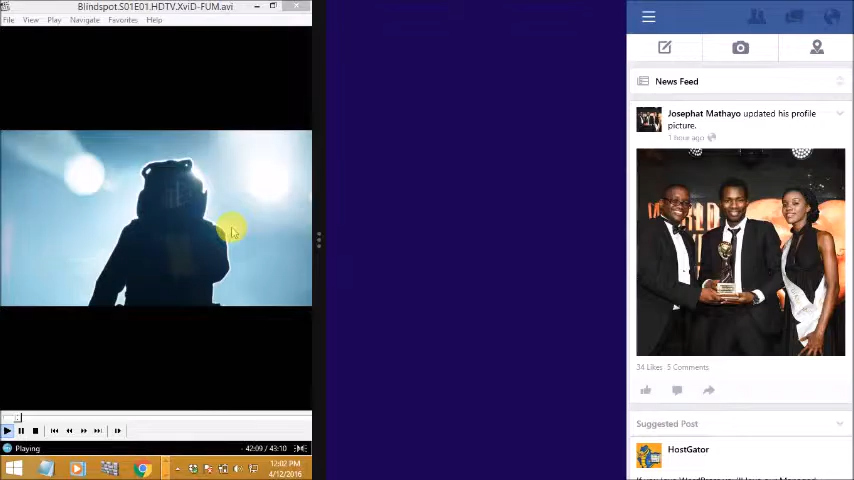 Blindspot.S01E01.HDTV.XviD-FUM.avi
File View Play Navigate Favorites Help
Playing
- 42:09 / 43:10
12:02 PM
4/12/2016
News Feed
Josephat Mathayo updated his profile
picture.
1 hour ago
34 Likes 5 Comments
Suggested Post
HostGator